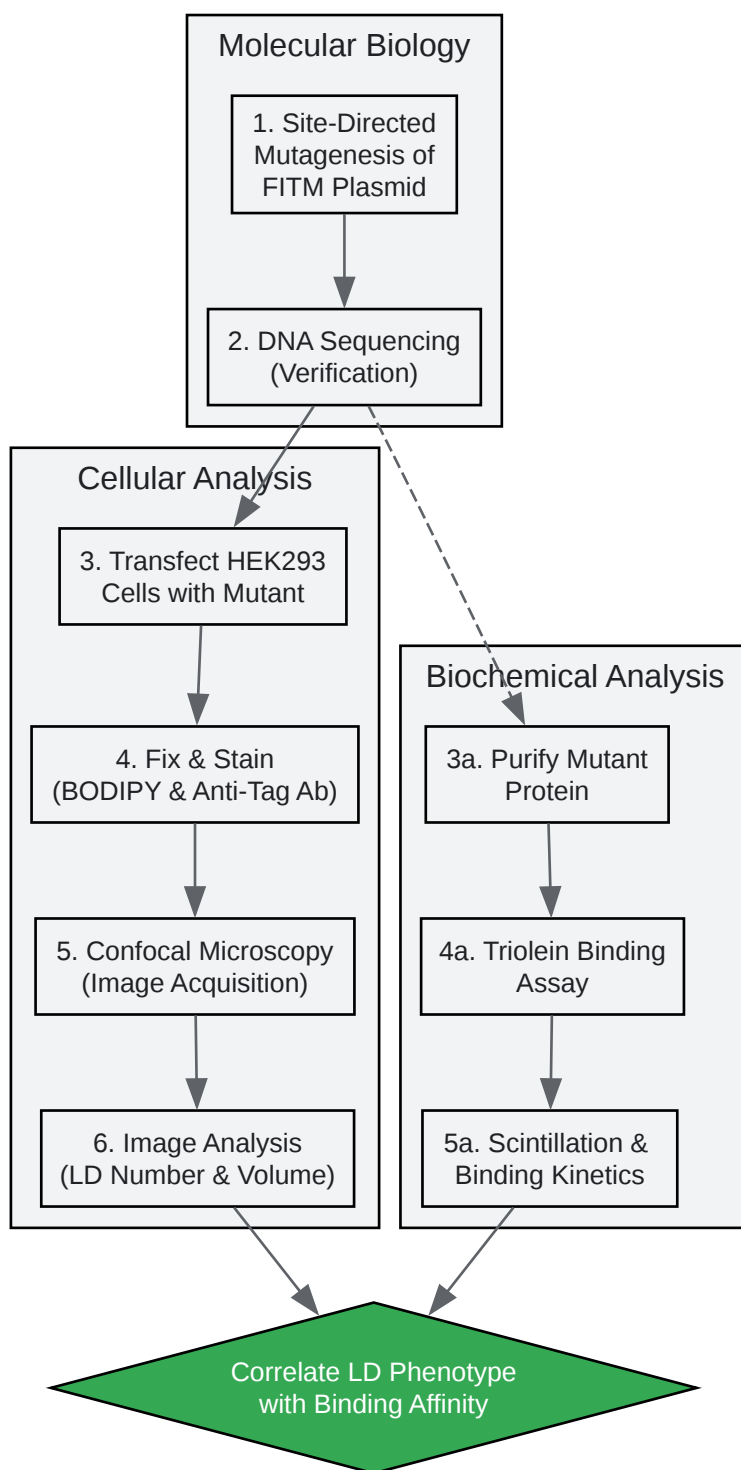 Molecular Biology
1. Site-Directed
Mutagenesis of
FITM Plasmid
2. DNA Sequencing
(Verification)
Cellular Analysis
3. Transfect HEK293
Cells with Mutant
4. Fix & Stain
(BODIPY & Anti-Tag Ab)
5. Confocal Microscopy
(Image Acquisition)
6. Image Analysis
(LD Number & Volume)
Biochemical Analysis
3a. Purify Mutant
Protein
4a. Triolein Binding
Assay
5a. Scintillation &
Binding Kinetics
Correlate LD Phenotype
with Binding Affinity